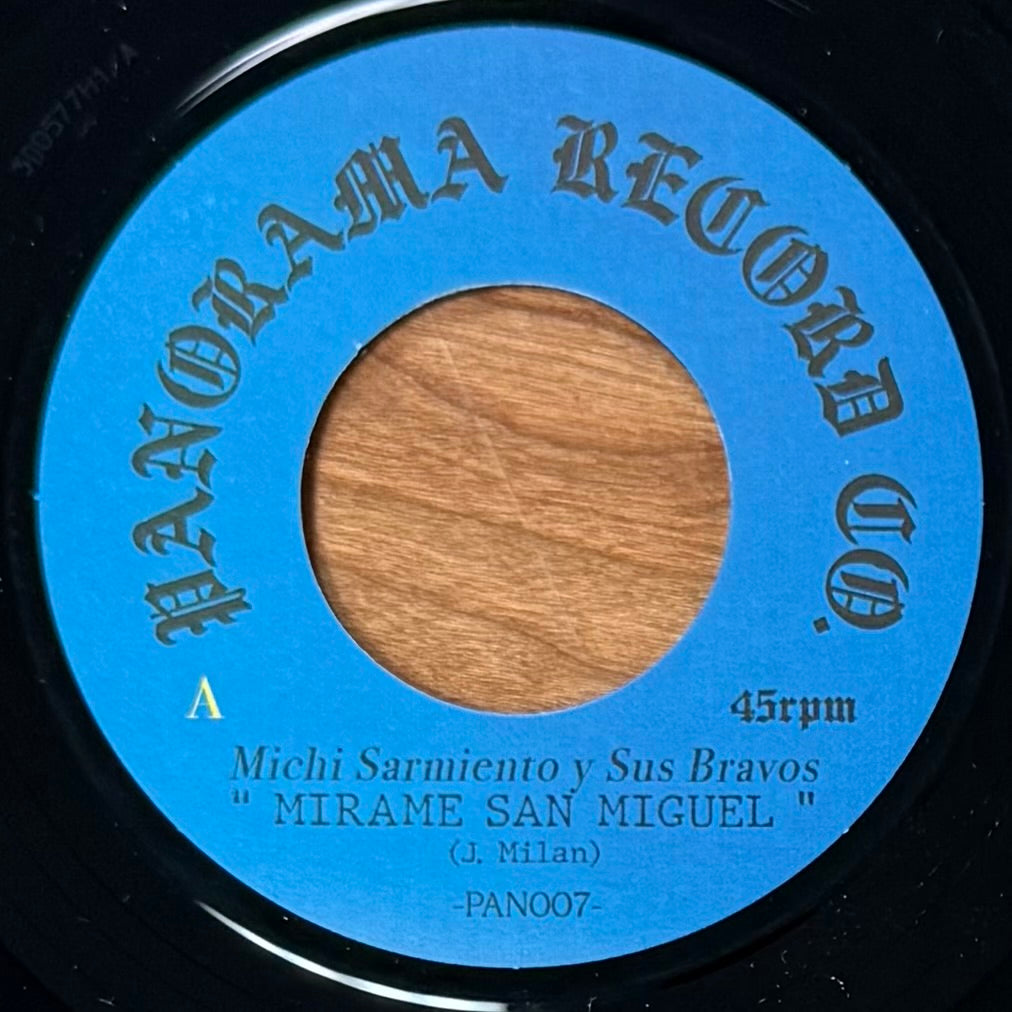 PANORAMA RECORD CO.
A
45rpm
Michi Sarmiento y Sus Bravos
" MIRAME SAN MIGUEL "
(J. Milan)
-PAN007-